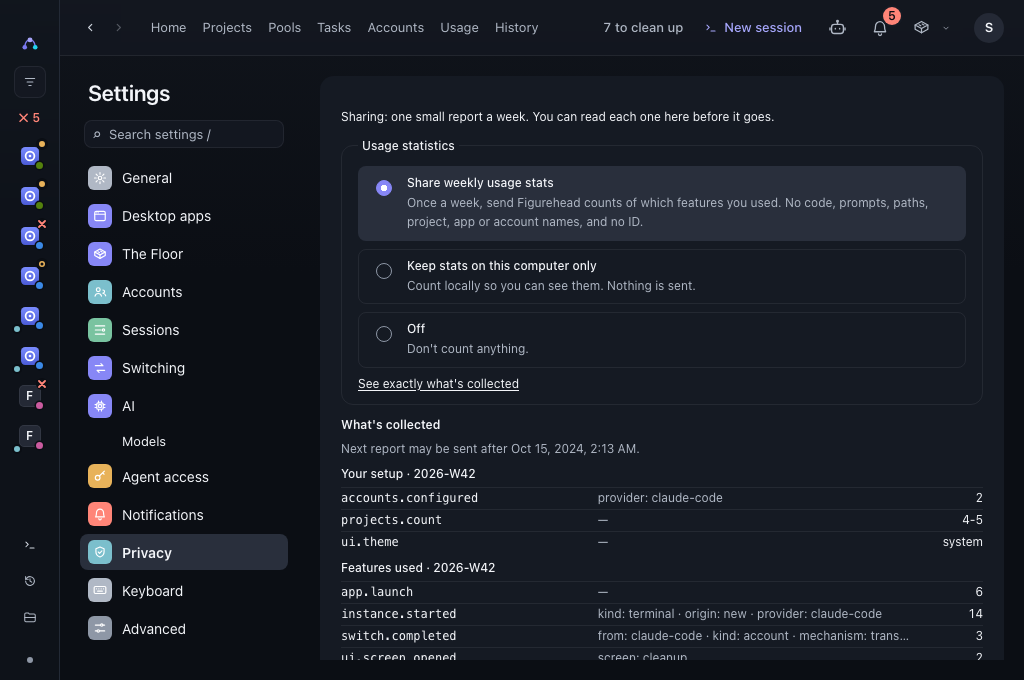 Home Projects Pools Tasks Accounts Usage History 7 to clean up New session 5 S
5
F
F
Settings
Search settings /
General
Desktop apps
The Floor
Accounts
Sessions
Switching
AI
Models
Agent access
Notifications
Privacy
Keyboard
Advanced
Sharing: one small report a week. You can read each one here before it goes.
Usage statistics
Share weekly usage stats
Once a week, send Figurehead counts of which features you used. No code, prompts, paths,
project, app or account names, and no ID.
Keep stats on this computer only
Count locally so you can see them. Nothing is sent.
Off
Don't count anything.
See exactly what's collected
What's collected
Next report may be sent after Oct 15, 2024, 2:13 AM.
Your setup · 2026-W42
accounts.configured provider: claude-code 2
projects.count — 4-5
ui.theme — system
Features used · 2026-W42
app.launch — 6
instance.started kind: terminal · origin: new · provider: claude-code 14
switch.completed from: claude-code · kind: account · mechanism: trans... 3
ui.screen_opened screen: cleanup 2